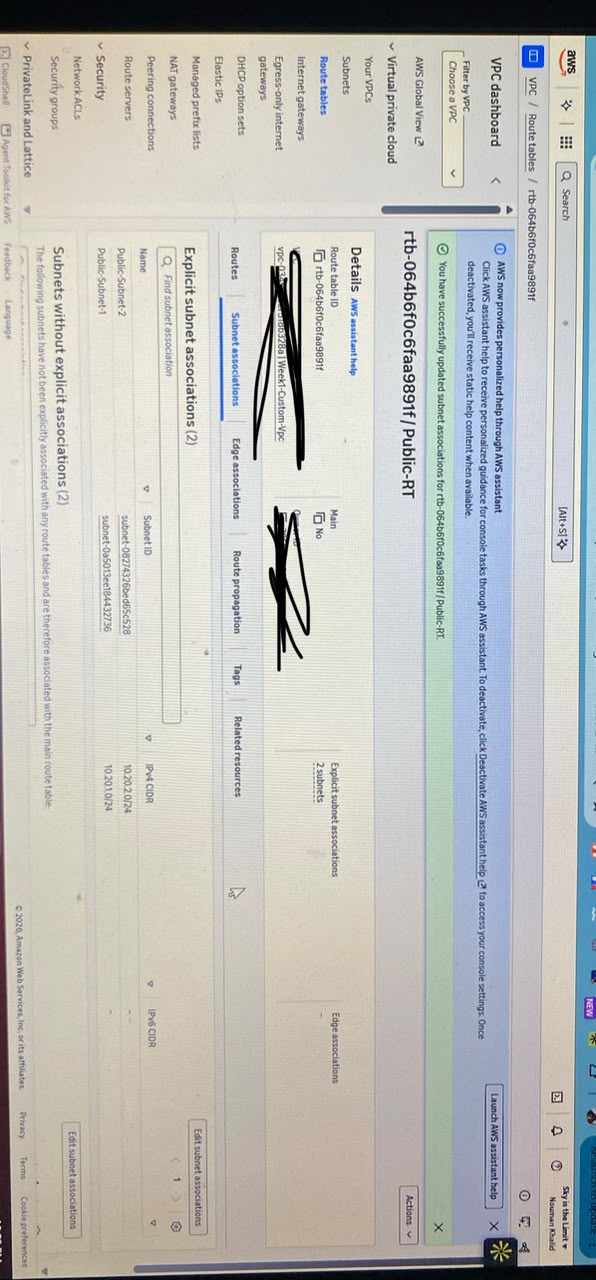 NEW
Relaunch to update
aws
Search
[Alt+S]
Sky is the Limit
Nouman Khalid
VPC / Route tables / rtb-064b6f0c6faa9891f
VPC dashboard
Filter by VPC
Choose a VPC
AWS Global View
Virtual private cloud
Your VPCs
Subnets
Route tables
Internet gateways
Egress-only internet
gateways
DHCP option sets
Elastic IPs
Managed prefix lists
NAT gateways
Peering connections
Route servers
Security
Network ACLs
Security groups
PrivateLink and Lattice
AWS now provides personalized help through AWS assistant
Click AWS assistant help to receive personalized guidance for console tasks through AWS assistant. To deactivate, click Deactivate AWS assistant help to access your console settings. Once
deactivated, you'll receive static help content when available.
Launch AWS assistant help
You have successfully updated subnet associations for rtb-064b6f0c6faa9891f / Public-RT.
rtb-064b6f0c6faa9891f / Public-RT
Actions
Details AWS assistant help
Route table ID
rtb-064b6f0c6faa9891f
Main
No
Explicit subnet associations
2 subnets
Edge associations
–
| Week1-Custom-Vpc
Routes
Subnet associations
Edge associations
Route propagation
Tags
Related resources
Explicit subnet associations (2)
Edit subnet associations
Find subnet association
1
Name
Subnet ID
IPv4 CIDR
IPv6 CIDR
Public-Subnet-2
subnet-08274326bed65c528
10.20.2.0/24
–
Public-Subnet-1
subnet-0a5013ee184432736
10.20.1.0/24
–
Subnets without explicit associations (2)
Edit subnet associations
The following subnets have not been explicitly associated with any route tables and are therefore associated with the main route table:
CloudShell
Agent Toolkit for AWS
Feedback
Language
© 2026, Amazon Web Services, Inc. or its affiliates.
Privacy
Terms
Cookie preferences